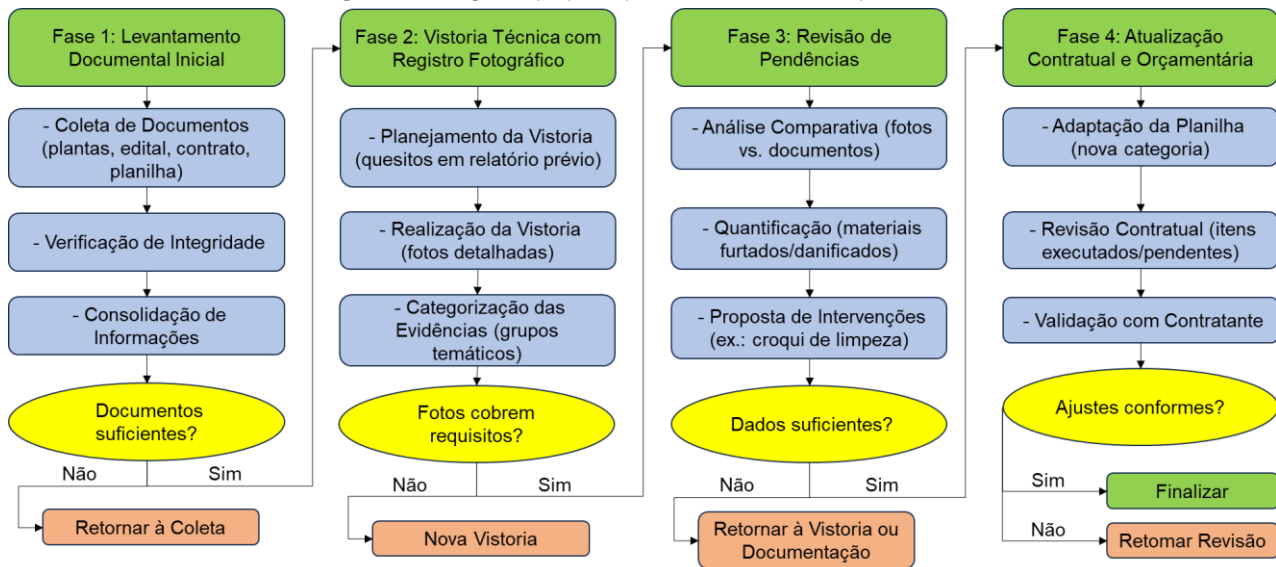 Fase 1: Levantamento
Documental Inicial
- Coleta de Documentos
(plantas, edital, contrato,
planilha)
- Verificação de Integridade
- Consolidação de
Informações
Documentos
suficientes?
Não
Sim
Retornar à Coleta
Fase 2: Vistoria Técnica com
Registro Fotográfico
- Planejamento da Vistoria
(quesitos em relatório prévio)
- Realização da Vistoria
(fotos detalhadas)
- Categorização das
Evidências (grupos
temáticos)
Fotos cobrem
requisitos?
Não
Sim
Nova Vistoria
Fase 3: Revisão de
Pendências
- Análise Comparativa (fotos
vs. documentos)
- Quantificação (materiais
furtados/danificados)
- Proposta de Intervenções
(ex.: croqui de limpeza)
Dados suficientes?
Não
Sim
Retornar à Vistoria ou
Documentação
Fase 4: Atualização
Contratual e Orçamentária
- Adaptação da Planilha
(nova categoria)
- Revisão Contratual (itens
executados/pendentes)
- Validação com Contratante
Ajustes conformes?
Sim
Finalizar
Não
Retomar Revisão